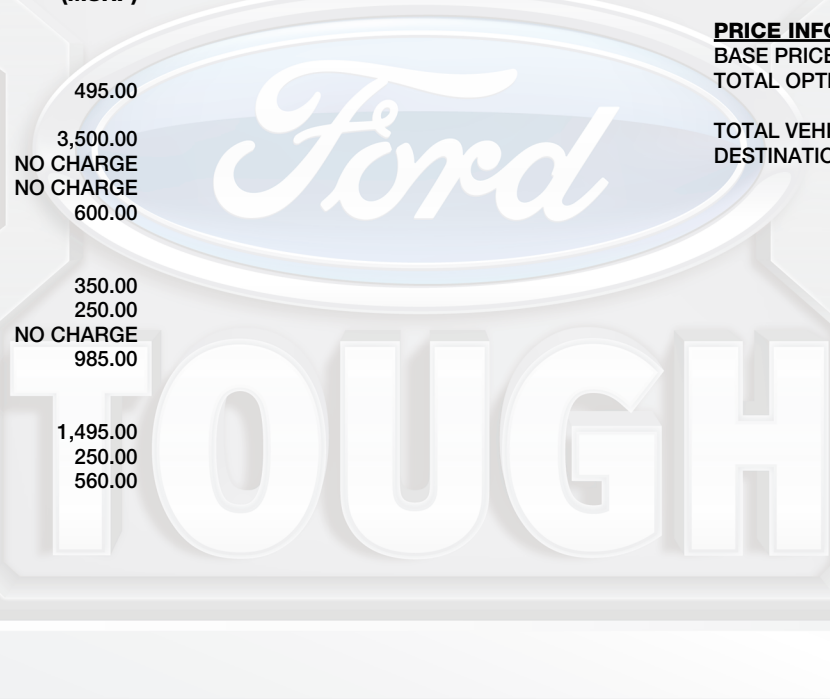 (MSRP)
495.00
3,500.00
NO CHARGE
NO CHARGE
600.00
350.00
250.00
NO CHARGE
985.00
1,495.00
250.00
560.00
PRICE INFO
BASE PRICE
TOTAL OPTI
TOTAL VEHI
DESTINATIO
Ford
TOUGH